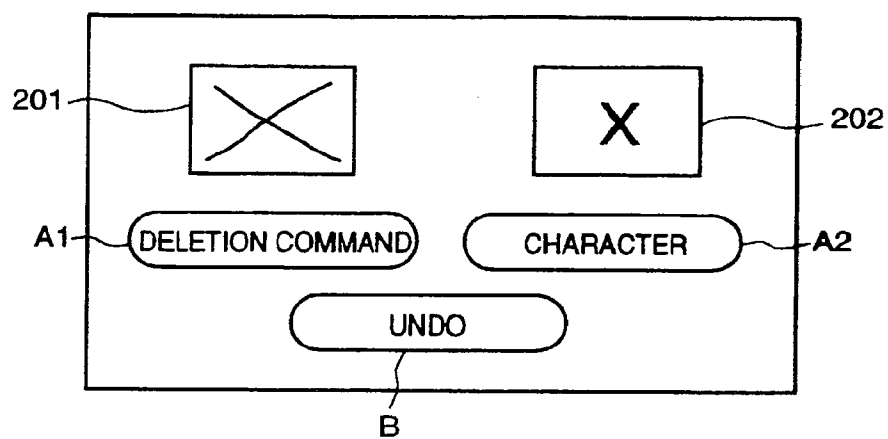 201
X
202
A1
DELETION COMMAND
CHARACTER
A2
UNDO
B